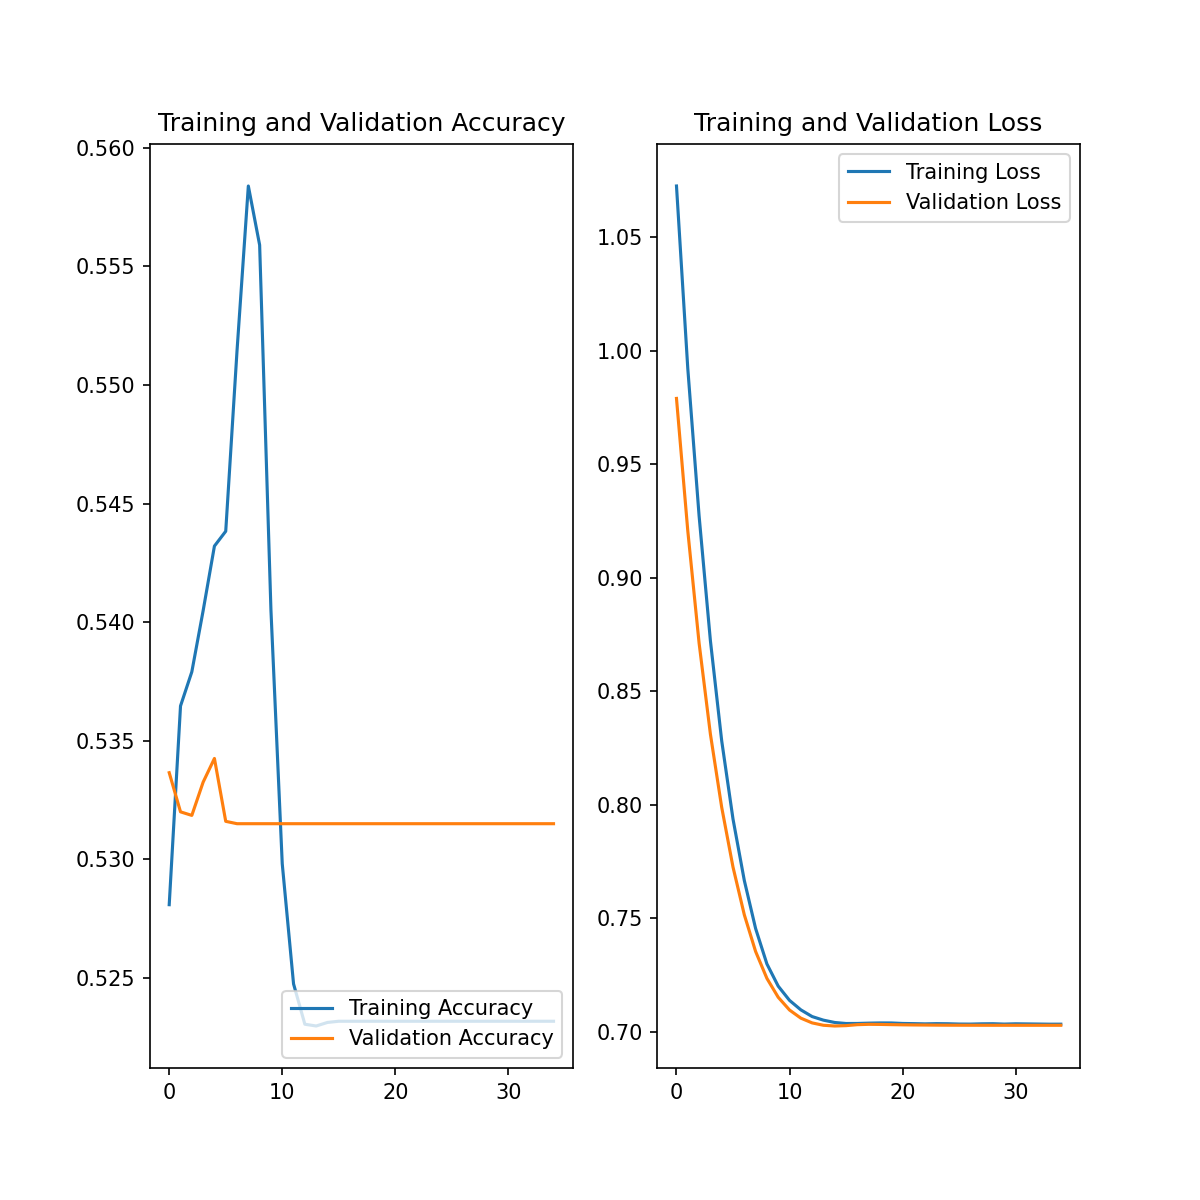 Training and Validation Accuracy
0.560
0.555
0.550
0.545
0.540
0.535
0.530
0.525
0 10 20 30
Training Accuracy
Validation Accuracy
Training and Validation Loss
1.05
1.00
0.95
0.90
0.85
0.80
0.75
0.70
0 10 20 30
Training Loss
Validation Loss